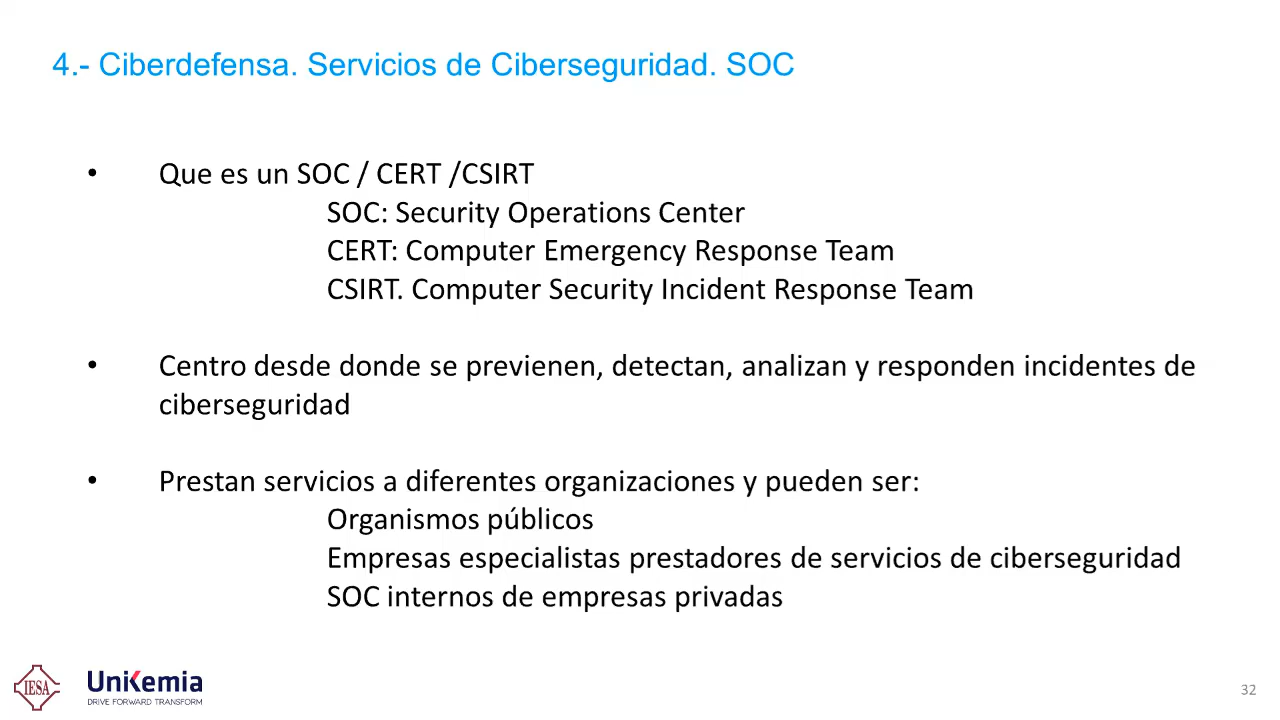 4.- Ciberdefensa. Servicios de Ciberseguridad. SOC
• Que es un SOC / CERT /CSIRT
SOC: Security Operations Center
CERT: Computer Emergency Response Team
CSIRT. Computer Security Incident Response Team
• Centro desde donde se previenen, detectan, analizan y responden incidentes de
ciberseguridad
• Prestan servicios a diferentes organizaciones y pueden ser:
Organismos públicos
Empresas especialistas prestadores de servicios de ciberseguridad
SOC internos de empresas privadas
IESA
UniKemia
DRIVE FORWARD TRANSFORM
32